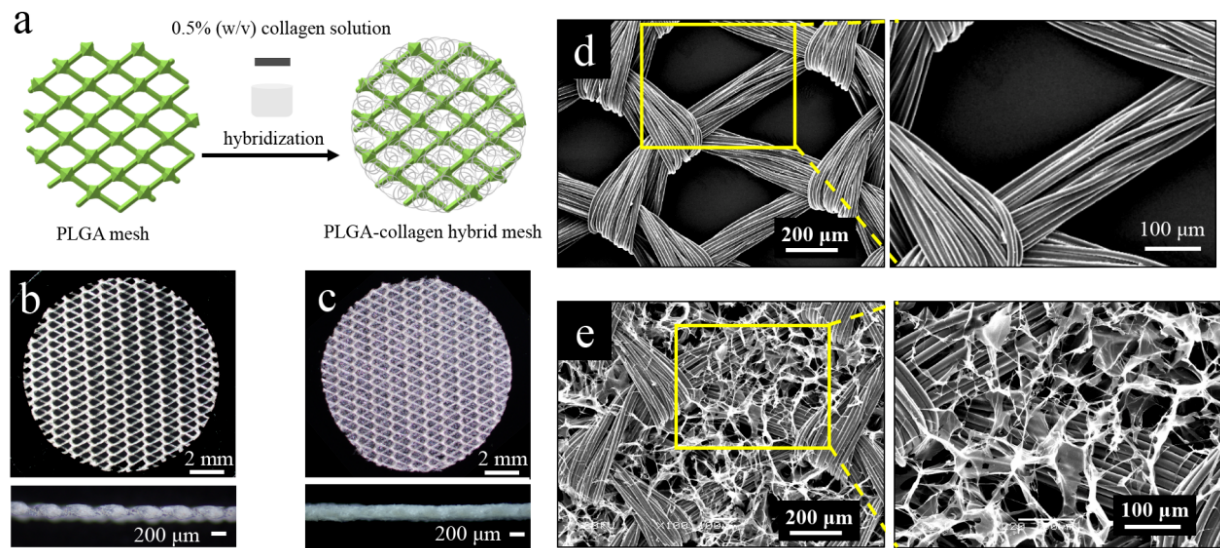 a
0.5% (w/v) collagen solution
hybridization
PLGA mesh
PLGA-collagen hybrid mesh
b
2 mm
200 μm
c
2 mm
200 μm
d
200 μm
100 μm
e
200 μm
100 μm